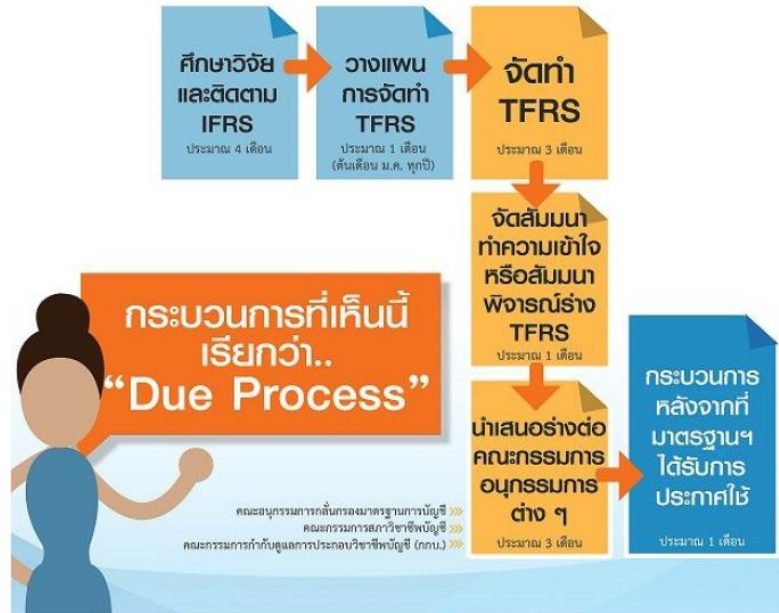 ศึกษาวิจัย
และติดตาม
IFRS
ประมาณ 4 เดือน
วางแผน
การจัดทำ
TFRS
ประมาณ 1 เดือน
(ต้นเดือน ม.ค. ทุกปี)
จัดทำ
TFRS
ประมาณ 3 เดือน
จัดสัมมนา
ทำความเข้าใจ
หรือสัมมนา
พิจารณ์ร่าง
TFRS
ประมาณ 1 เดือน
กระบวนการที่เห็นนี้
เรียกว่า..
“Due Process”
นำเสนอร่างต่อ
คณะกรรมการ
อนุกรรมการ
ต่าง ๆ
ประมาณ 3 เดือน
คณะอนุกรรมการกลั่นกรองมาตรฐานการบัญชี
คณะกรรมการสภาวิชาชีพบัญชี
คณะกรรมการกำกับดูแลการประกอบวิชาชีพบัญชี (กกบ.)
กระบวนการ
หลังจากที่
มาตรฐานฯ
ได้รับการ
ประกาศใช้
ประมาณ 1 เดือน